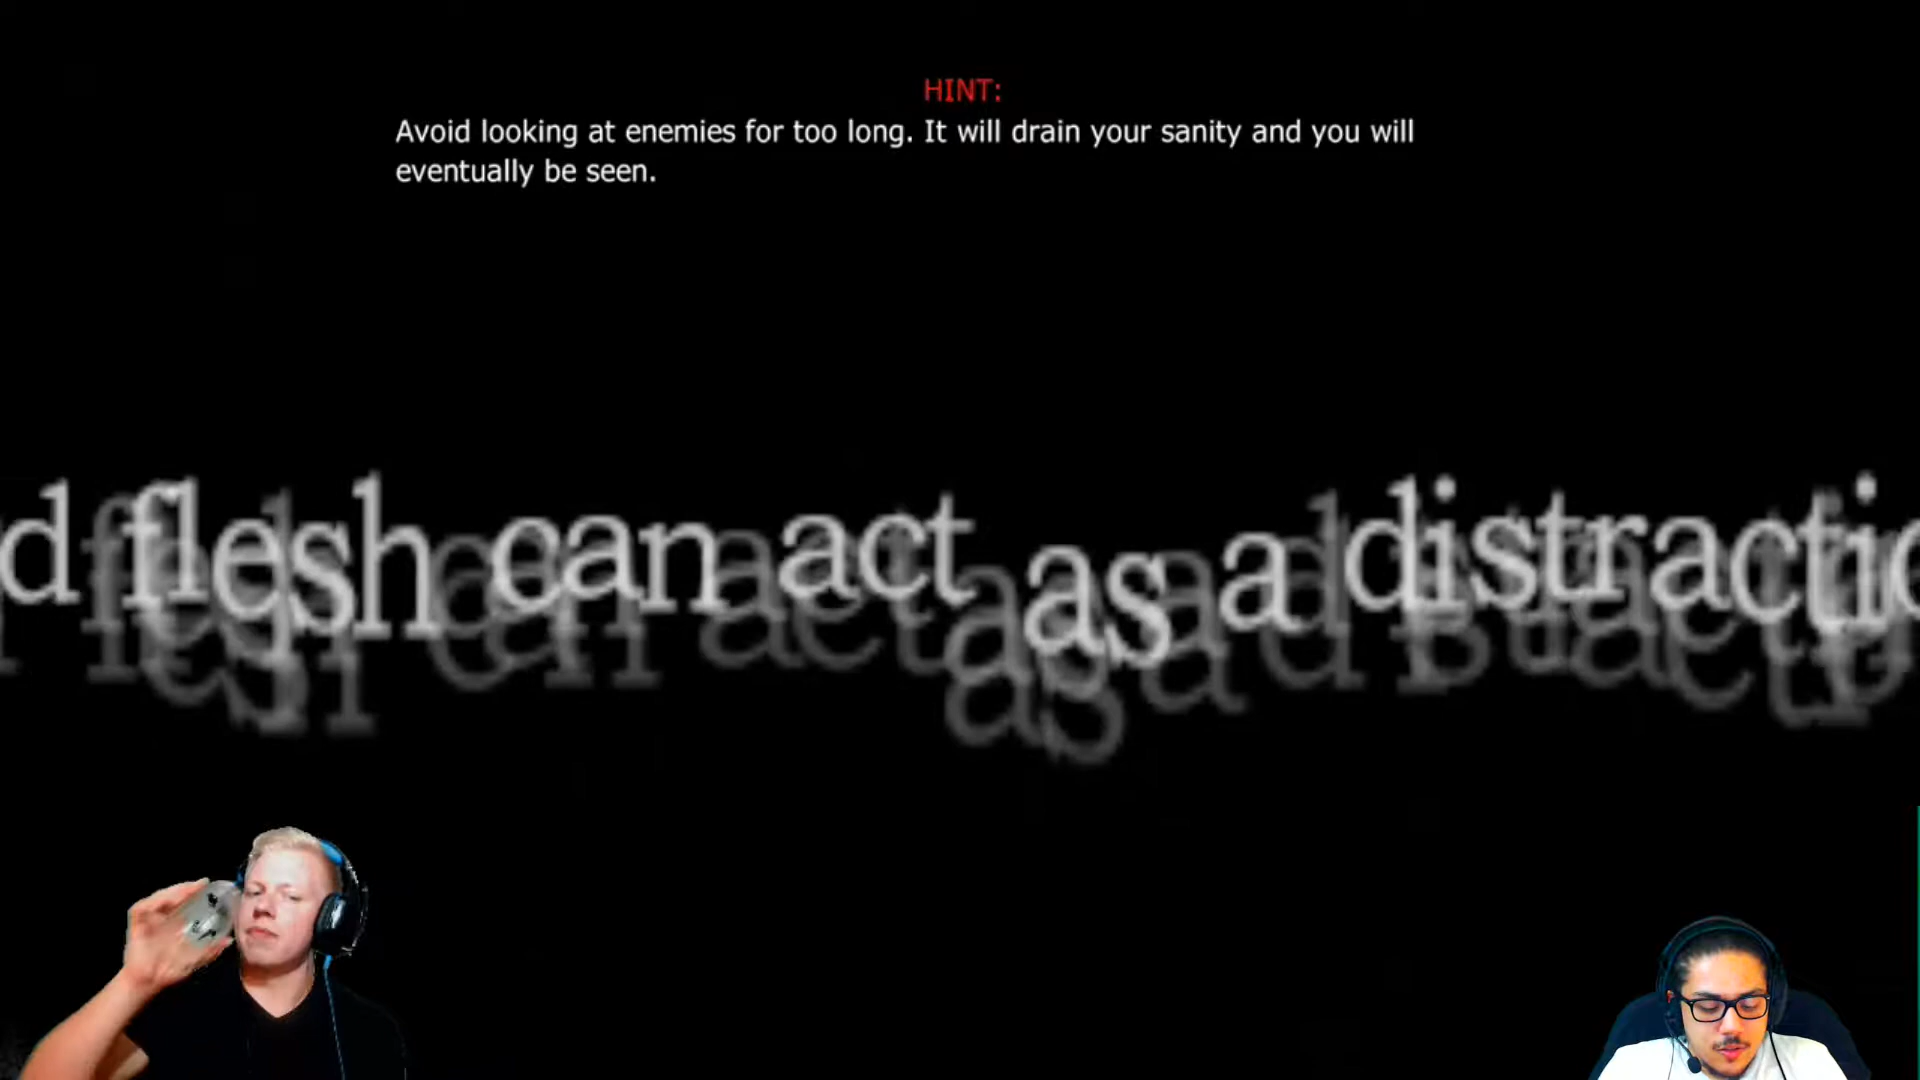 HINT:
Avoid looking at enemies for too long. It will drain your sanity and you will
eventually be seen.
flesh can act as a